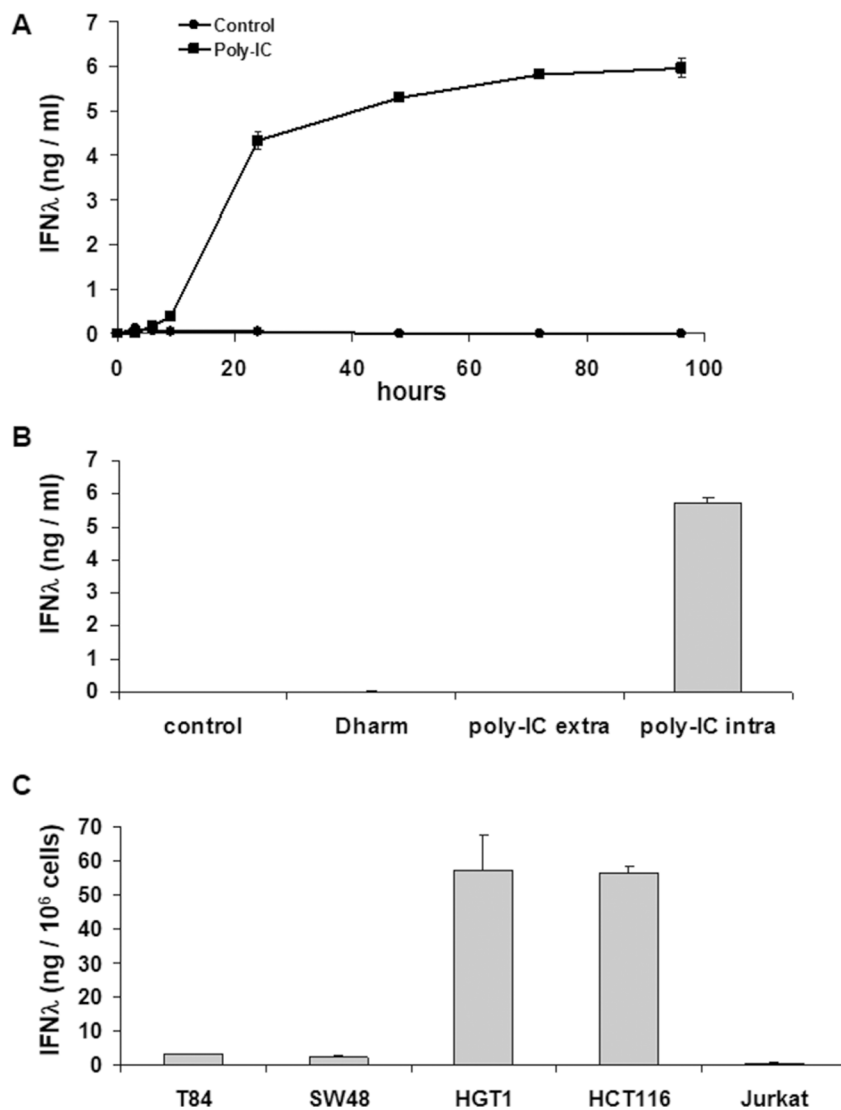 A
Control
Poly-IC
IFNλ (ng / ml)
7
6
5
4
3
2
1
0
0 20 40 60 80 100
hours
B
IFNλ (ng / ml)
7
6
5
4
3
2
1
0
control Dharm poly-IC extra poly-IC intra
C
IFNλ (ng / 10⁶ cells)
70
60
50
40
30
20
10
0
T84 SW48 HGT1 HCT116 Jurkat